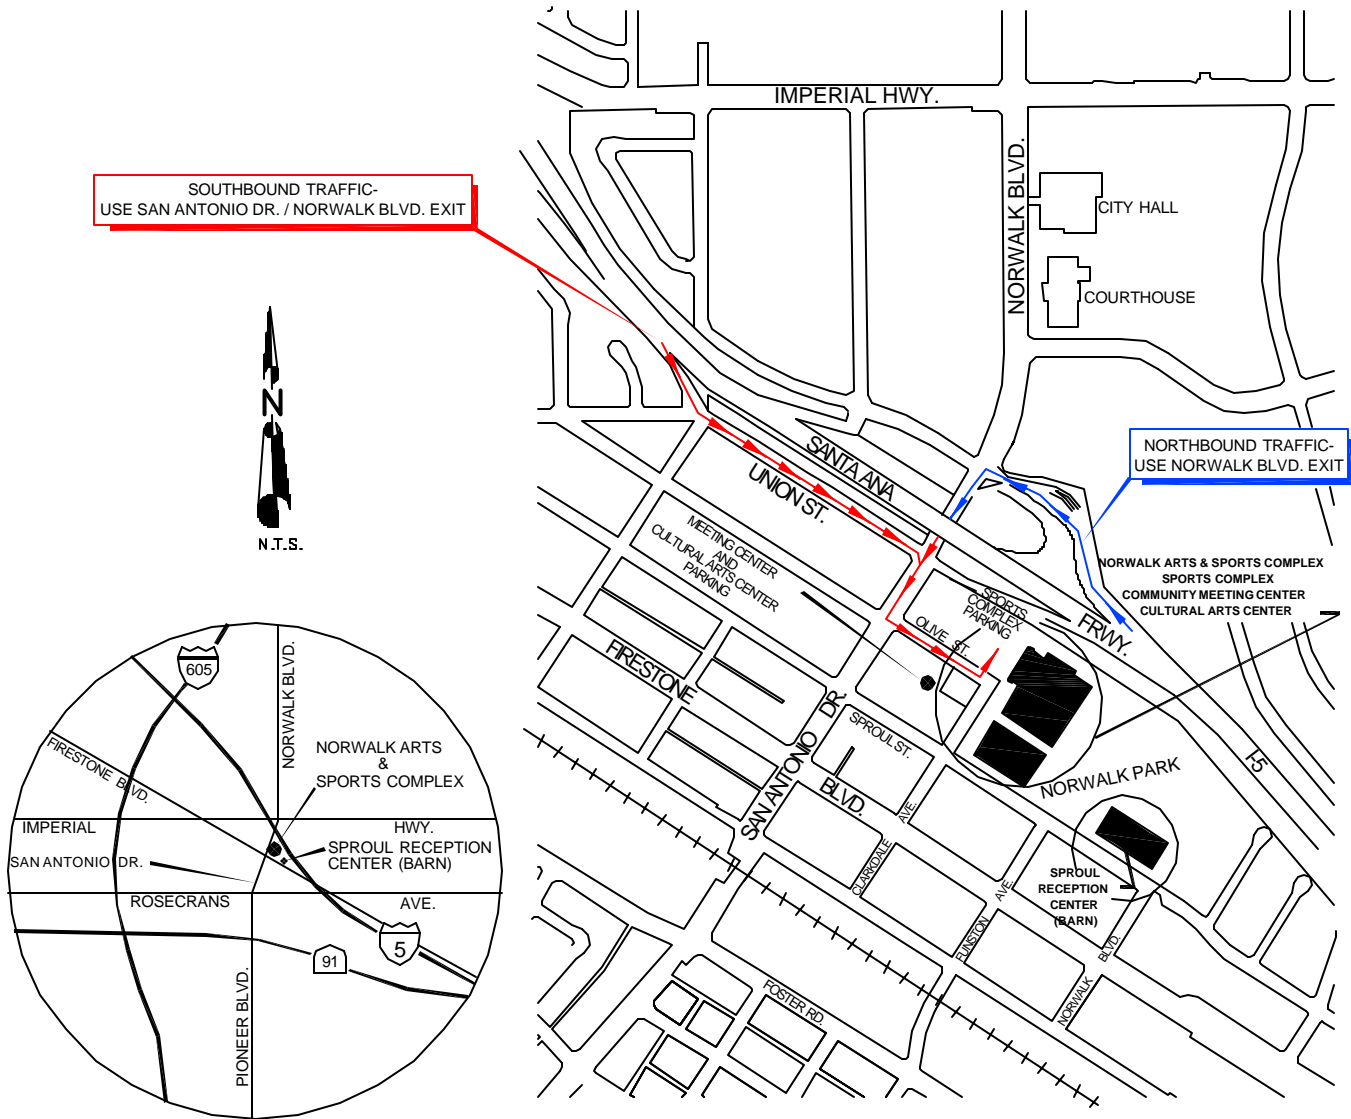 IMPERIAL HWY.
NORWALK BLVD.
SOUTHBOUND TRAFFIC-
USE SAN ANTONIO DR. / NORWALK BLVD. EXIT
CITY HALL
COURTHOUSE
N
N.T.S.
NORTHBOUND TRAFFIC-
USE NORWALK BLVD. EXIT
SANTA ANA
FRWY.
UNION ST.
MEETING CENTER
AND
CULTURAL ARTS CENTER
PARKING
NORWALK ARTS & SPORTS COMPLEX
SPORTS COMPLEX
COMMUNITY MEETING CENTER
CULTURAL ARTS CENTER
SPORTS
COMPLEX
PARKING
OLIVE ST.
FIRESTONE
BLVD.
SAN ANTONIO DR.
SPROUL ST.
I-5
NORWALK PARK
CLARKDALE
AVE.
SPROUL
RECEPTION
CENTER
(BARN)
FUNSTON
AVE.
NORWALK
BLVD.
FOSTER RD.
605
NORWALK BLVD.
FIRESTONE BLVD.
NORWALK ARTS
&
SPORTS COMPLEX
IMPERIAL
HWY.
SPROUL RECEPTION
CENTER (BARN)
SAN ANTONIO DR.
ROSECRANS
AVE.
5
91
PIONEER BLVD.